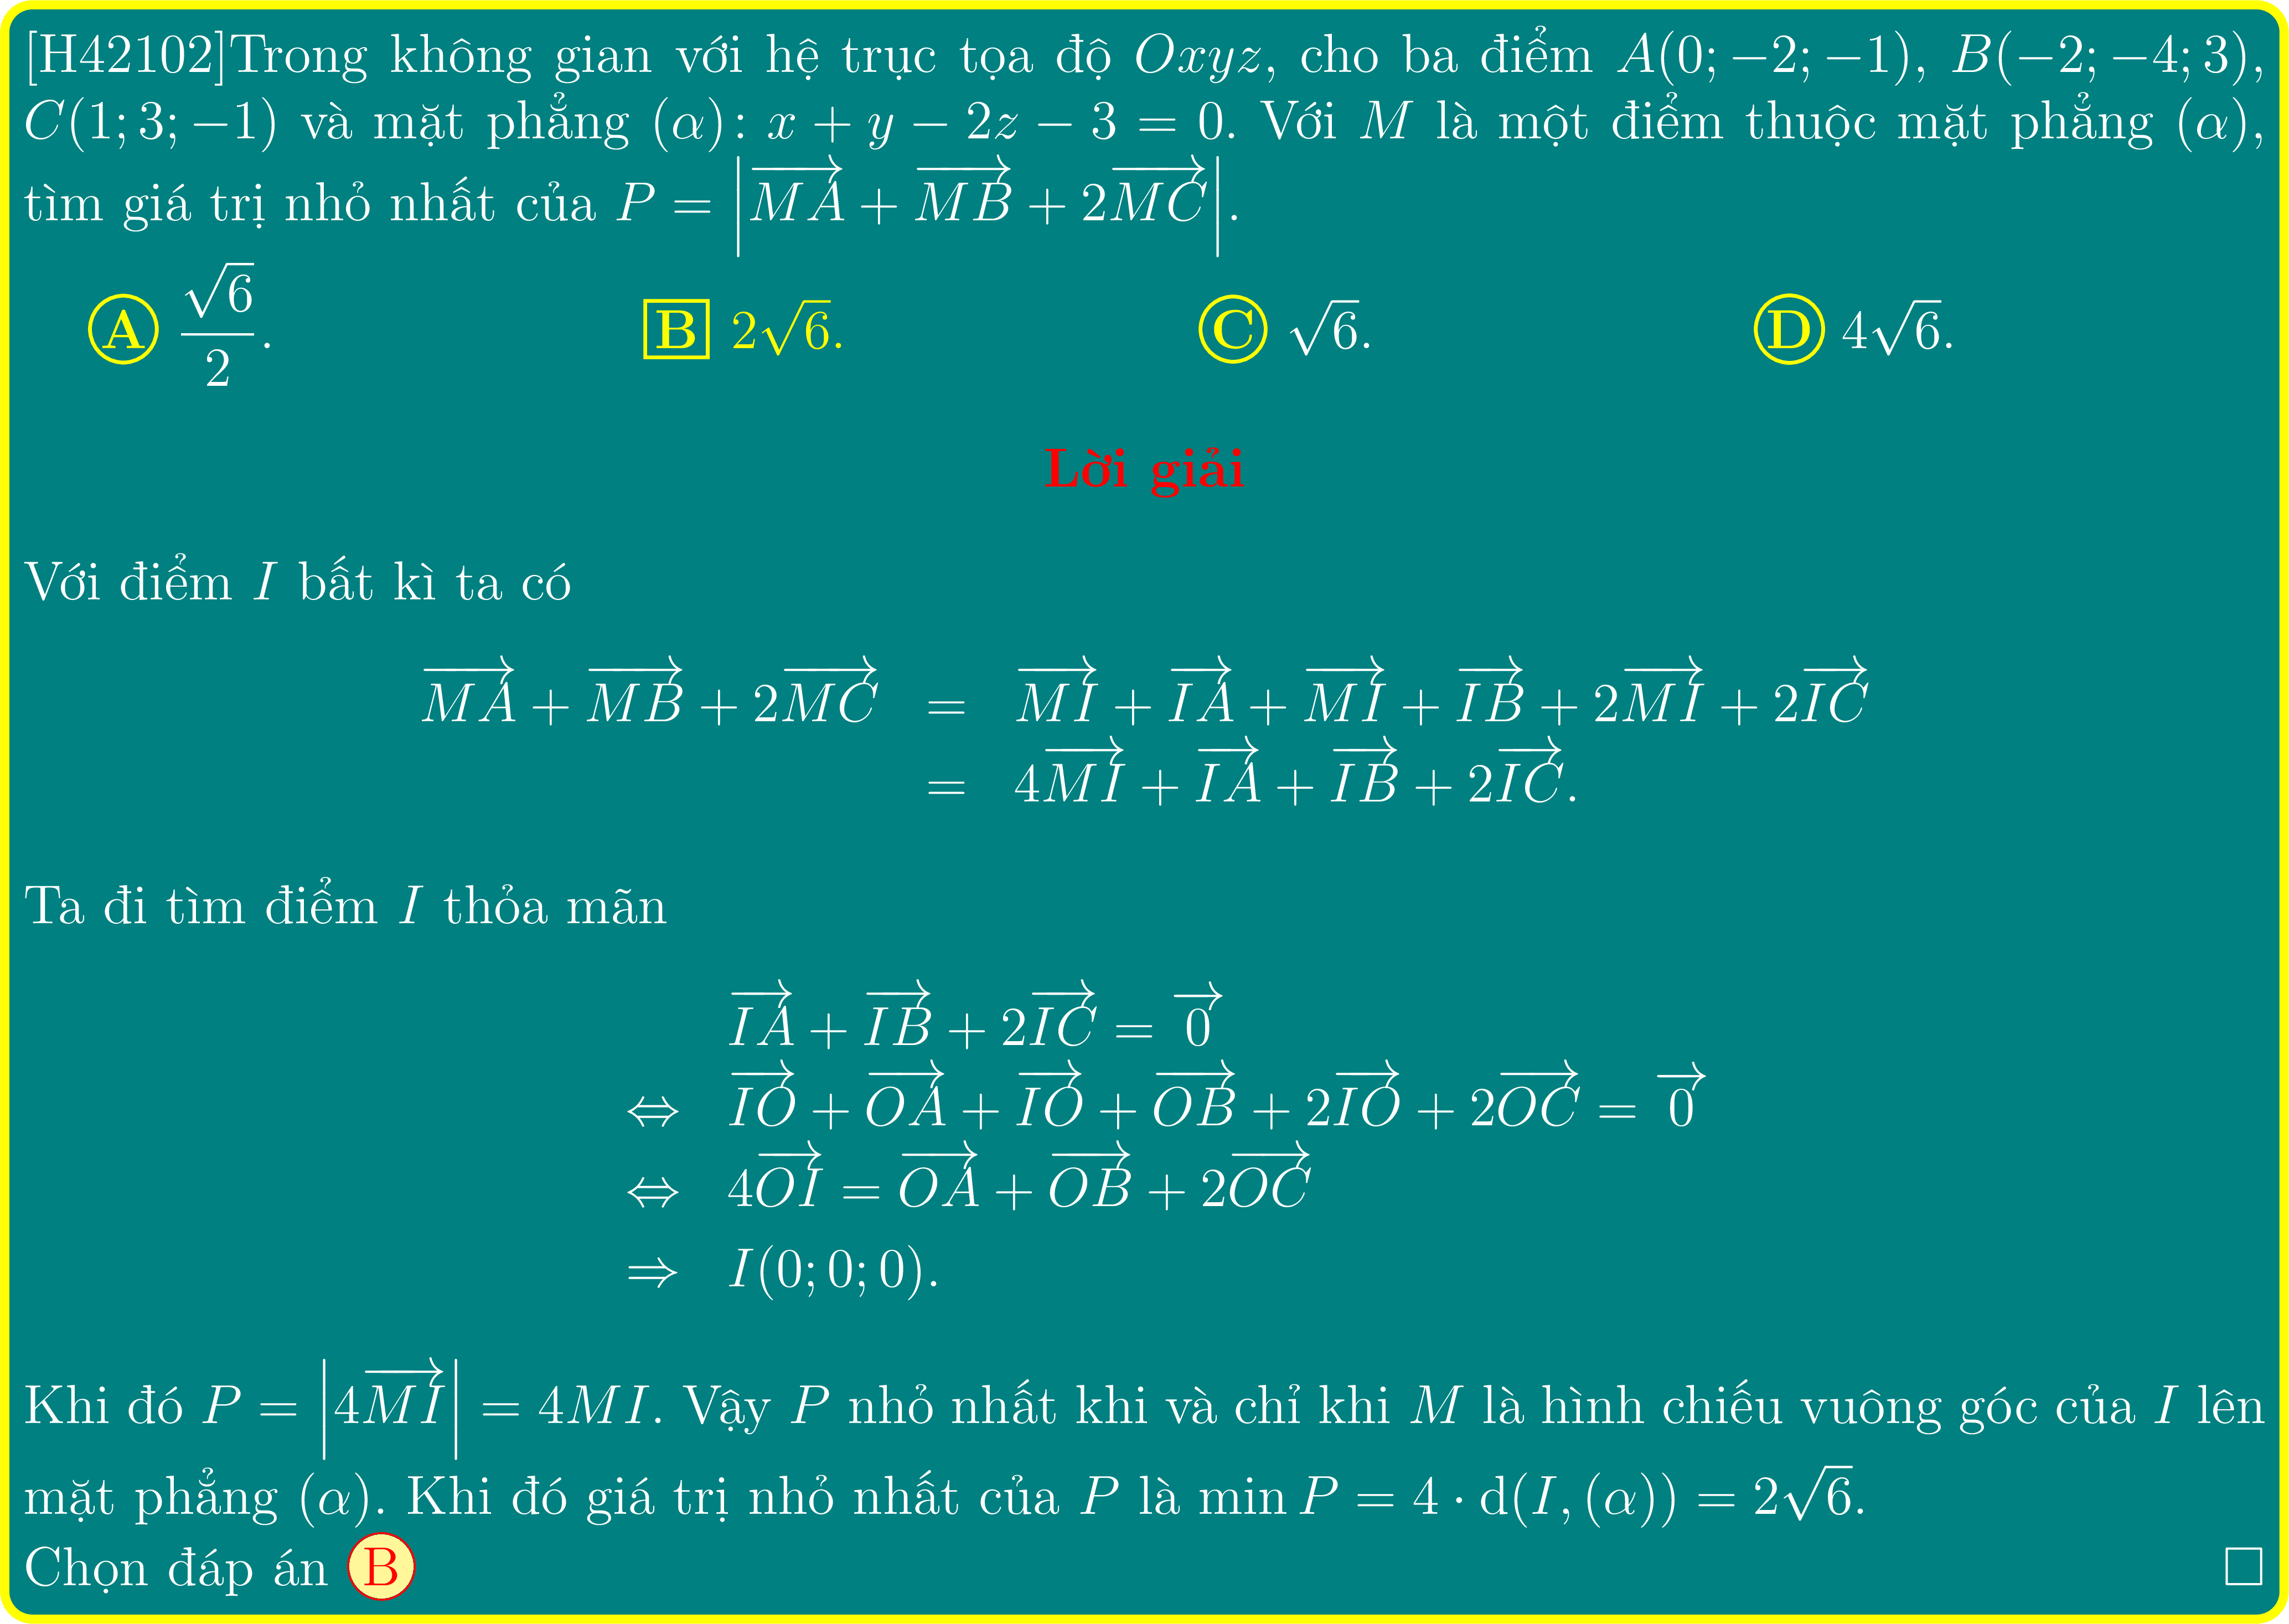 [H42102]Trong không gian với hệ trục tọa độ $Oxyz$, cho ba điểm $A(0; -2; -1)$, $B(-2; -4; 3)$,
$C(1; 3; -1)$ và mặt phẳng $(\alpha)\colon x + y - 2z - 3 = 0$. Với $M$ là một điểm thuộc mặt phẳng $(\alpha)$,
tìm giá trị nhỏ nhất của $P = \left|\overrightarrow{MA} + \overrightarrow{MB} + 2\overrightarrow{MC}\right|$.
A $\dfrac{\sqrt{6}}{2}$. B $2\sqrt{6}$. C $\sqrt{6}$. D $4\sqrt{6}$.
Lời giải
Với điểm $I$ bất kì ta có
$\overrightarrow{MA} + \overrightarrow{MB} + 2\overrightarrow{MC} = \overrightarrow{MI} + \overrightarrow{IA} + \overrightarrow{MI} + \overrightarrow{IB} + 2\overrightarrow{MI} + 2\overrightarrow{IC}$
$= 4\overrightarrow{MI} + \overrightarrow{IA} + \overrightarrow{IB} + 2\overrightarrow{IC}.$
Ta đi tìm điểm $I$ thỏa mãn
$\overrightarrow{IA} + \overrightarrow{IB} + 2\overrightarrow{IC} = \overrightarrow{0}$
$\Leftrightarrow \overrightarrow{IO} + \overrightarrow{OA} + \overrightarrow{IO} + \overrightarrow{OB} + 2\overrightarrow{IO} + 2\overrightarrow{OC} = \overrightarrow{0}$
$\Leftrightarrow 4\overrightarrow{OI} = \overrightarrow{OA} + \overrightarrow{OB} + 2\overrightarrow{OC}$
$\Rightarrow I(0; 0; 0).$
Khi đó $P = \left|4\overrightarrow{MI}\right| = 4MI$. Vậy $P$ nhỏ nhất khi và chỉ khi $M$ là hình chiếu vuông góc của $I$ lên
mặt phẳng $(\alpha)$. Khi đó giá trị nhỏ nhất của $P$ là $\min P = 4 \cdot \mathrm{d}(I, (\alpha)) = 2\sqrt{6}$.
Chọn đáp án B □